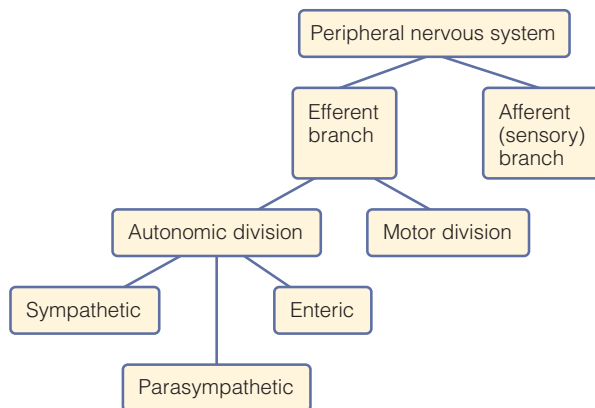 Peripheral nervous system
Efferent
branch
Afferent
(sensory)
branch
Autonomic division
Motor division
Sympathetic
Enteric
Parasympathetic